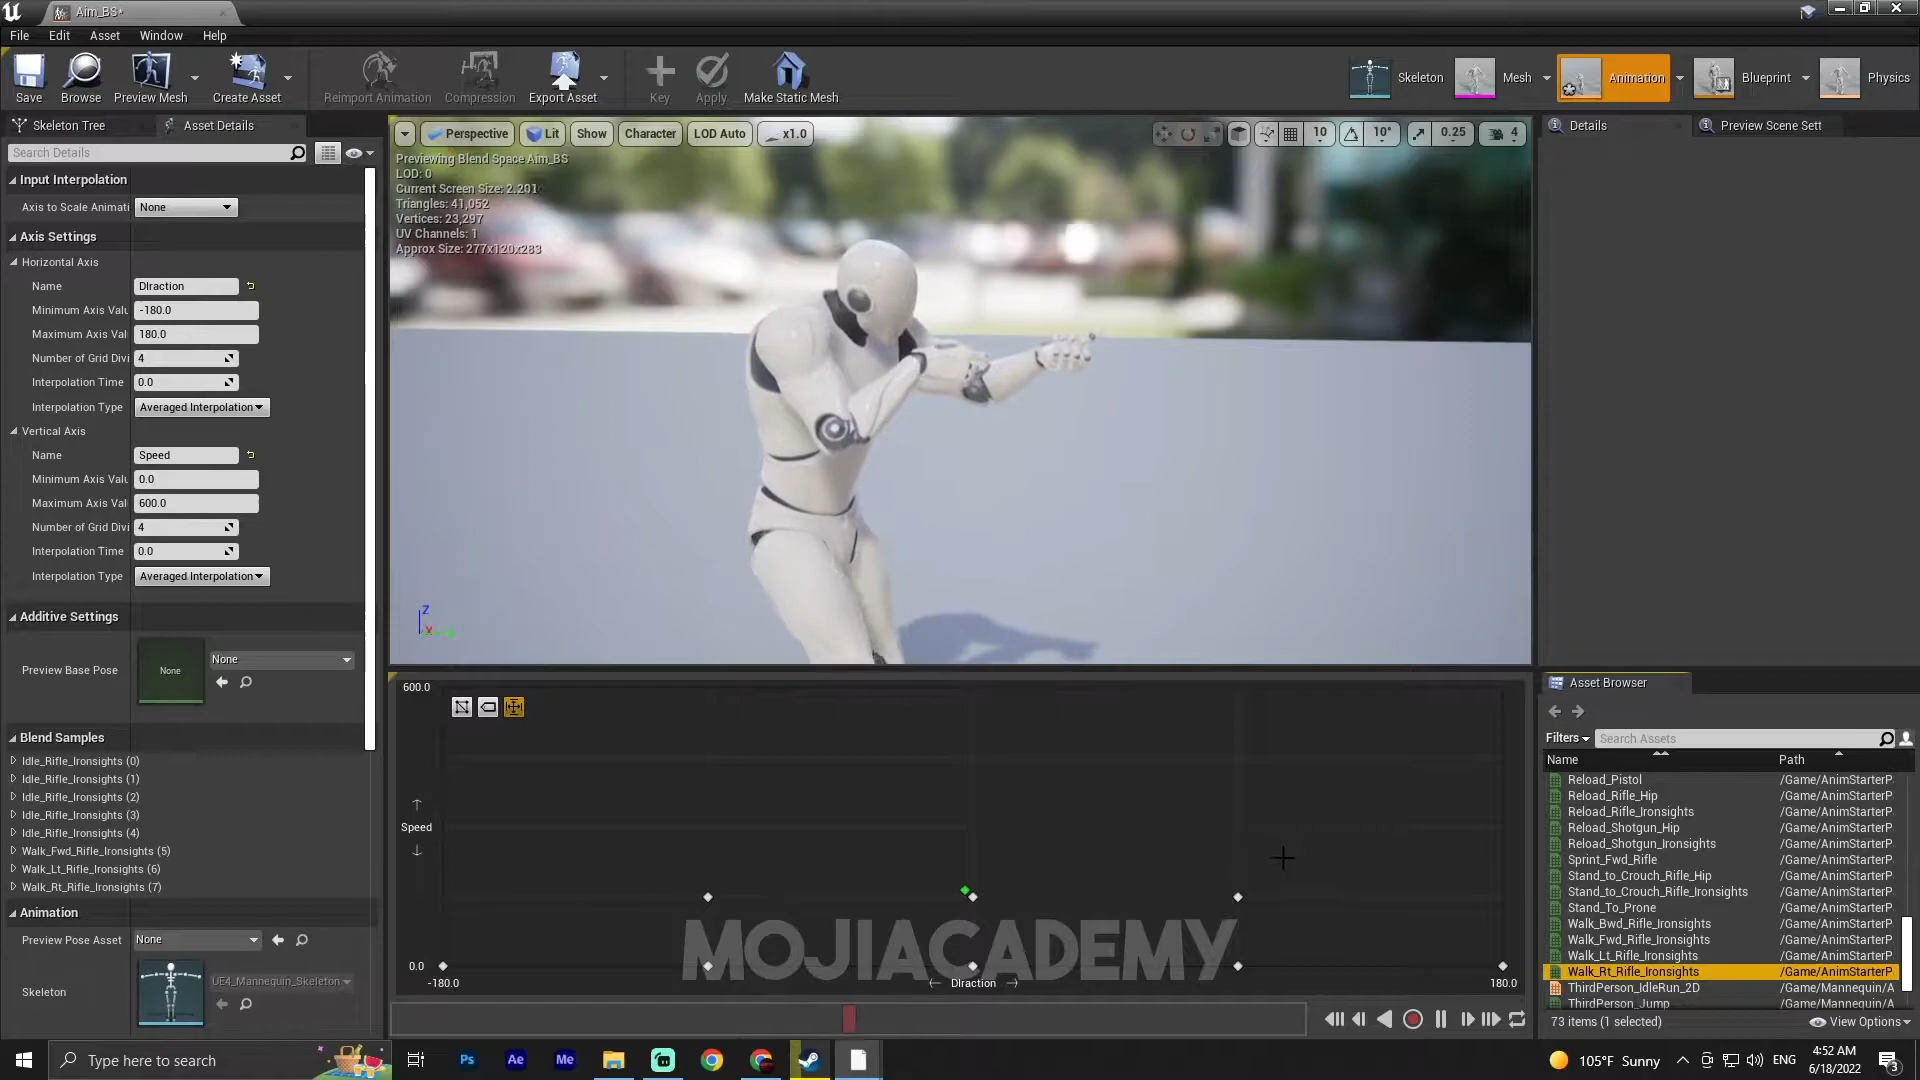 Aim_BS*
File Edit Asset Window Help
Save Browse Preview Mesh Create Asset Reimport Animation Compression Export Asset Key Apply Make Static Mesh
Skeleton Mesh Animation Blueprint Physics
Skeleton Tree Asset Details
Search Details
Input Interpolation
Axis to Scale Animati None
Axis Settings
Horizontal Axis
Name DIraction
Minimum Axis Valu -180.0
Maximum Axis Val 180.0
Number of Grid Divi 4
Interpolation Time 0.0
Interpolation Type Averaged Interpolation
Vertical Axis
Name Speed
Minimum Axis Valu 0.0
Maximum Axis Val 600.0
Number of Grid Divi 4
Interpolation Time 0.0
Interpolation Type Averaged Interpolation
Additive Settings
Preview Base Pose None None
Blend Samples
Idle_Rifle_Ironsights (0)
Idle_Rifle_Ironsights (1)
Idle_Rifle_Ironsights (2)
Idle_Rifle_Ironsights (3)
Idle_Rifle_Ironsights (4)
Walk_Fwd_Rifle_Ironsights (5)
Walk_Lt_Rifle_Ironsights (6)
Walk_Rt_Rifle_Ironsights (7)
Animation
Preview Pose Asset None
Skeleton UE4_Mannequin_Skeleton
Perspective Lit Show Character LOD Auto x1.0
10 10° 0.25 4
Previewing Blend Space Aim_BS
LOD: 0
Current Screen Size: 2.201
Triangles: 41,052
Vertices: 23,297
UV Channels: 1
Approx Size: 277x120x283
Z
X
600.0
Speed
0.0
-180.0 DIraction 180.0
MOJIACADEMY
Details Preview Scene Sett
Asset Browser
Filters Search Assets
Name Path
Reload_Pistol /Game/AnimStarterP
Reload_Rifle_Hip /Game/AnimStarterP
Reload_Rifle_Ironsights /Game/AnimStarterP
Reload_Shotgun_Hip /Game/AnimStarterP
Reload_Shotgun_Ironsights /Game/AnimStarterP
Sprint_Fwd_Rifle /Game/AnimStarterP
Stand_to_Crouch_Rifle_Hip /Game/AnimStarterP
Stand_to_Crouch_Rifle_Ironsights /Game/AnimStarterP
Stand_To_Prone /Game/AnimStarterP
Walk_Bwd_Rifle_Ironsights /Game/AnimStarterP
Walk_Fwd_Rifle_Ironsights /Game/AnimStarterP
Walk_Lt_Rifle_Ironsights /Game/AnimStarterP
Walk_Rt_Rifle_Ironsights /Game/AnimStarterP
ThirdPerson_IdleRun_2D /Game/Mannequin/A
ThirdPerson_Jump /Game/Mannequin/A
73 items (1 selected) View Options
Type here to search
Ps Ae Me
105°F Sunny ENG 4:52 AM
6/18/2022
3